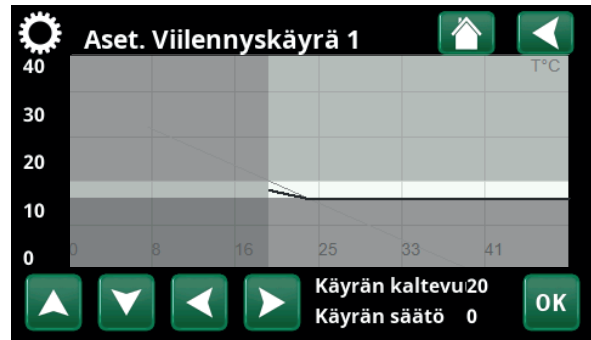 Aset. Viilennyskäyrä 1
40
T°C
30
20
10
0 8 16 25 33 41
0
Käyrän kaltevu 20
Käyrän säätö 0
OK